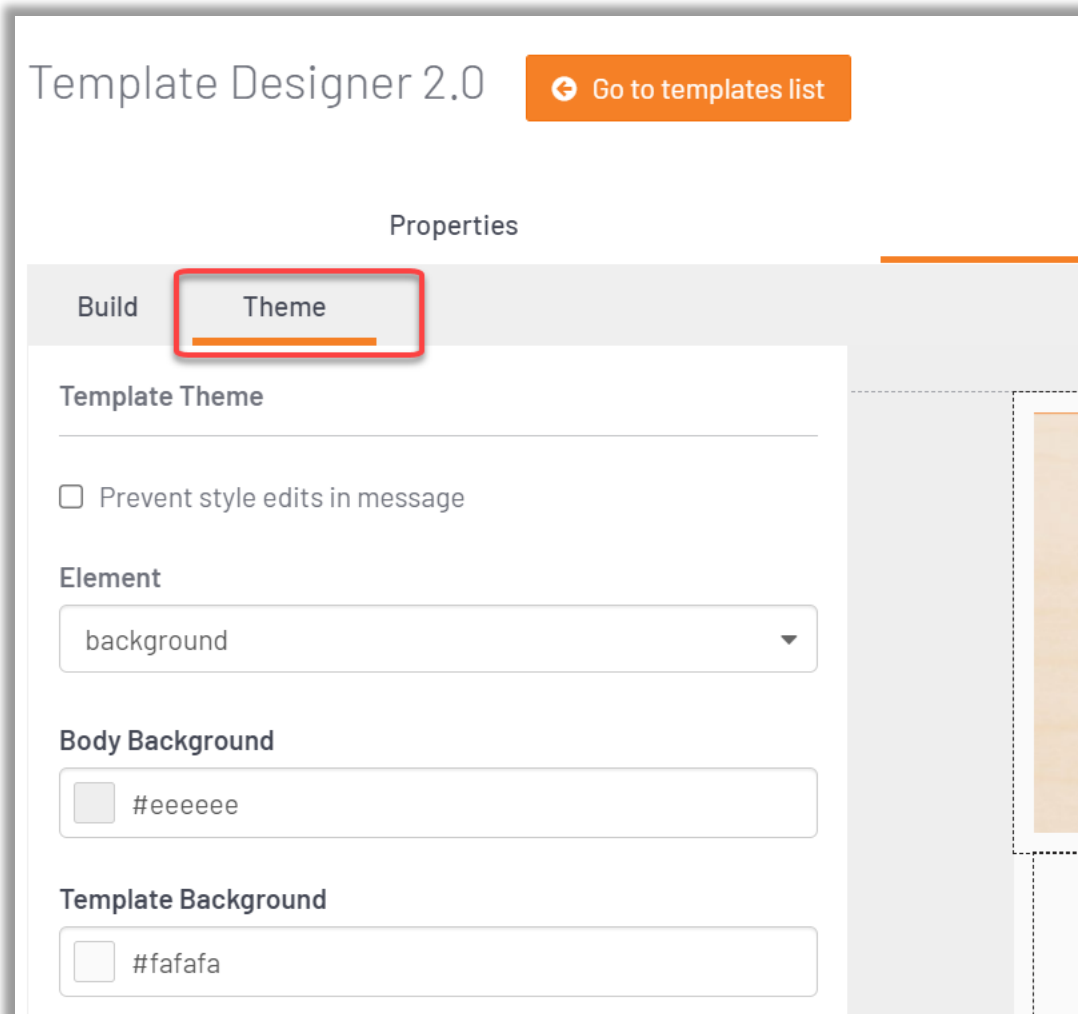 Template Designer 2.0
Go to templates list
Properties
Build
Theme
Template Theme
Prevent style edits in message
Element
background
Body Background
#eeeeee
Template Background
#fafafa